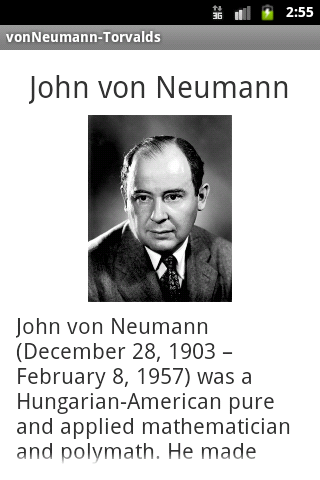 3G 2:55
vonNeumann-Torvalds
John von Neumann
John von Neumann
(December 28, 1903 –
February 8, 1957) was a
Hungarian-American pure
and applied mathematician
and polymath. He made